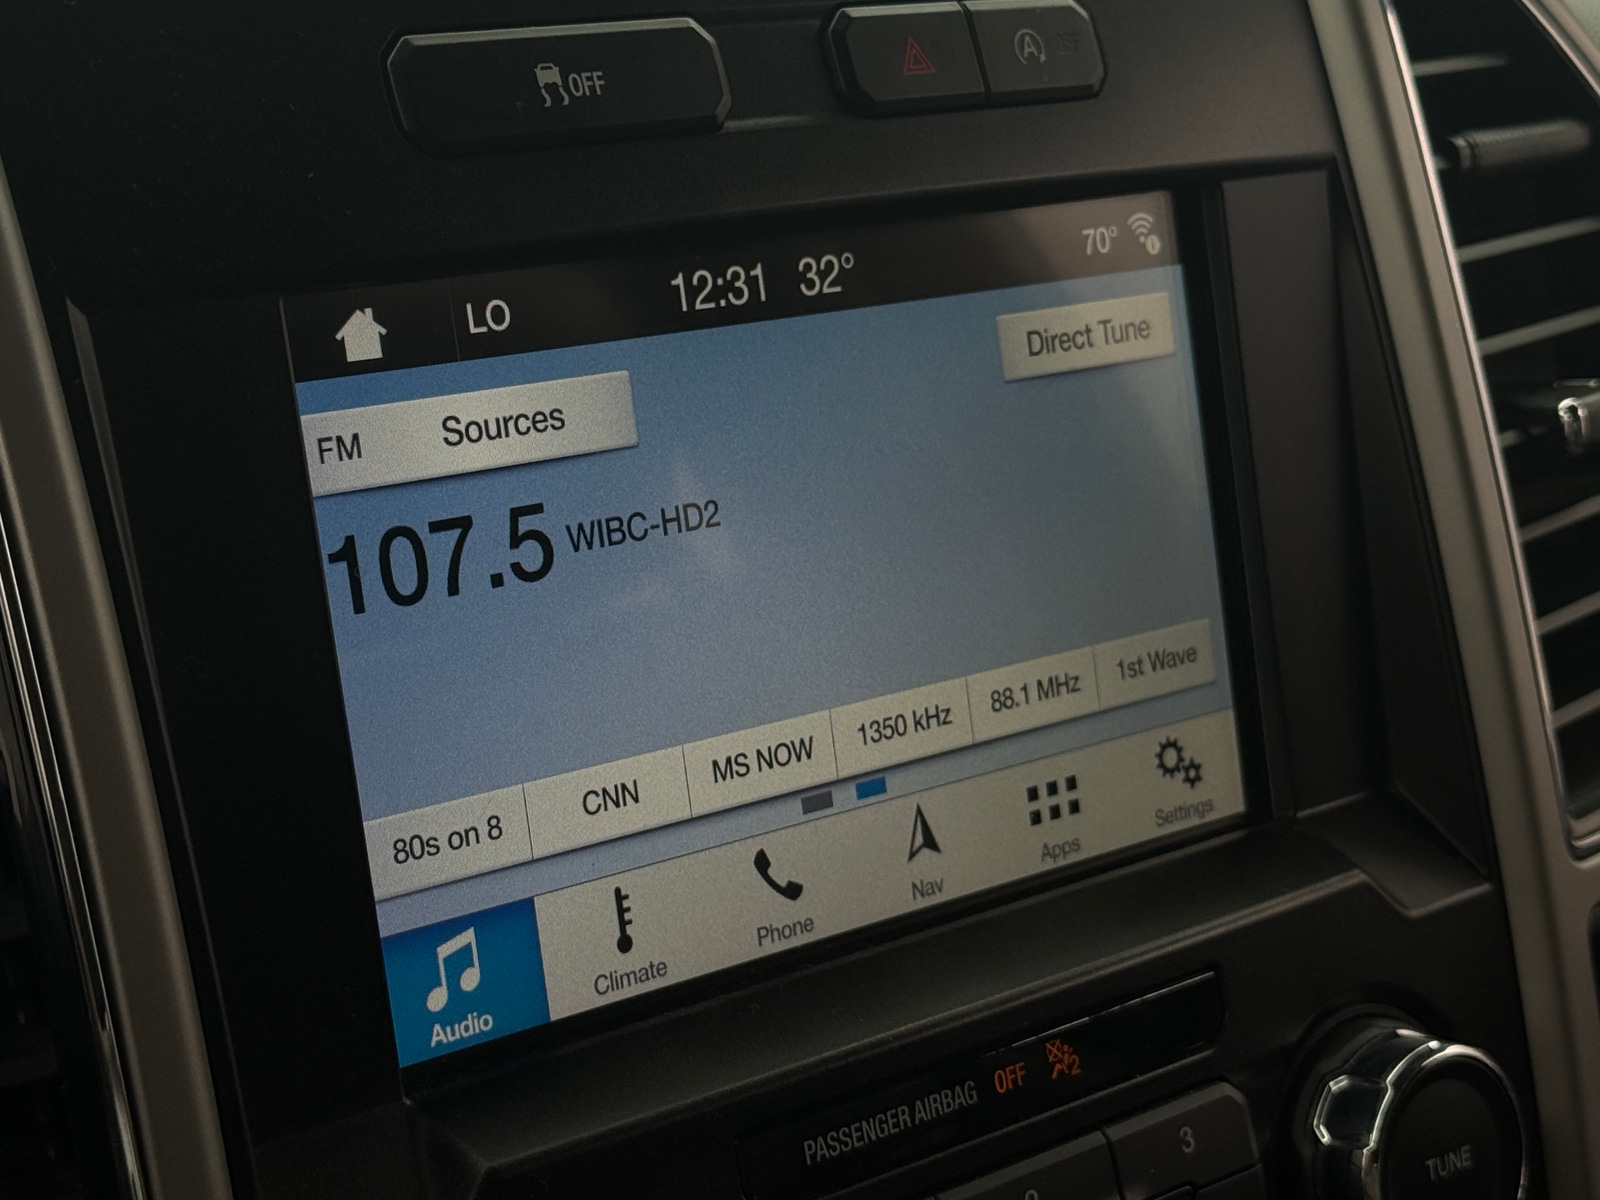 OFF
A OFF
LO 12:31 32° 70°
Direct Tune
FM Sources
107.5 WIBC-HD2
80s on 8 CNN MS NOW 1350 kHz 88.1 MHz 1st Wave
Audio Climate Phone Nav Apps Settings
PASSENGER AIRBAG OFF 2
3
TUNE